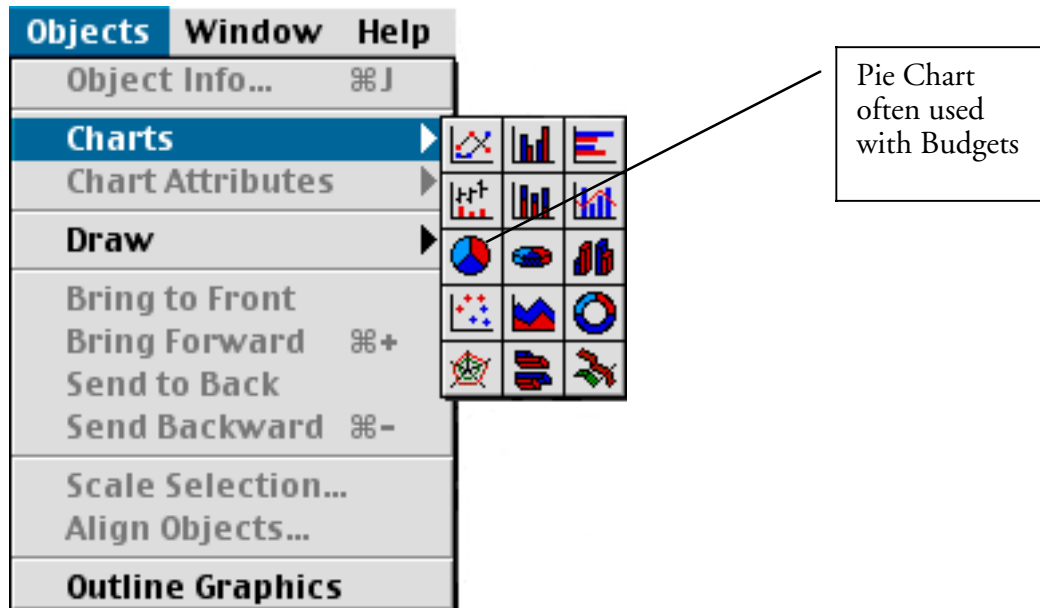 Objects Window Help
Object Info... ⌘J
Charts
Chart Attributes
Draw
Bring to Front
Bring Forward ⌘+
Send to Back
Send Backward ⌘-
Scale Selection...
Align Objects...
Outline Graphics
Pie Chart
often used
with Budgets